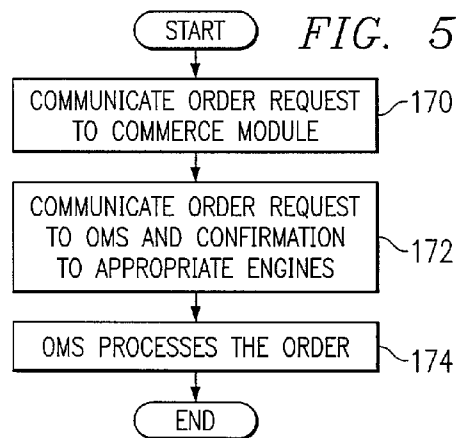 START
FIG. 5
COMMUNICATE ORDER REQUEST
TO COMMERCE MODULE
170
COMMUNICATE ORDER REQUEST
TO OMS AND CONFIRMATION
TO APPROPRIATE ENGINES
172
OMS PROCESSES THE ORDER
174
END